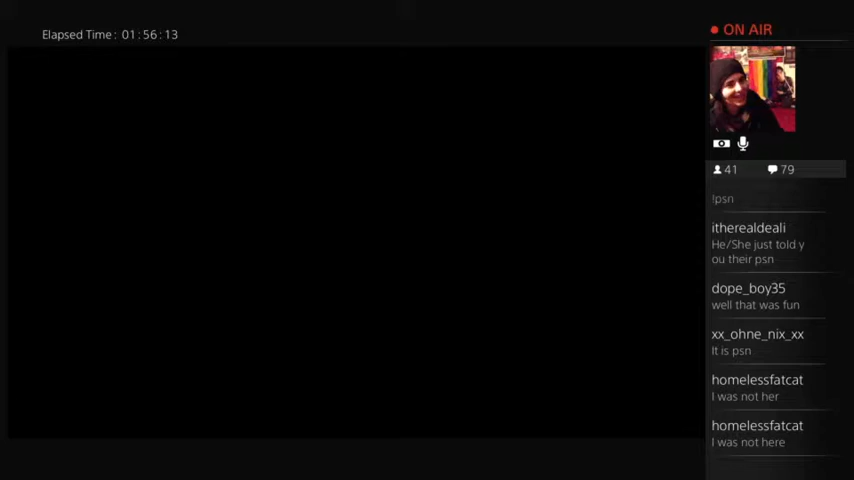 Elapsed Time: 01:56:13
ON AIR
41 79
!psn
itherealdeali
He/She just told y
ou their psn
dope_boy35
well that was fun
xx_ohne_nix_xx
It is psn
homelessfatcat
I was not her
homelessfatcat
I was not here